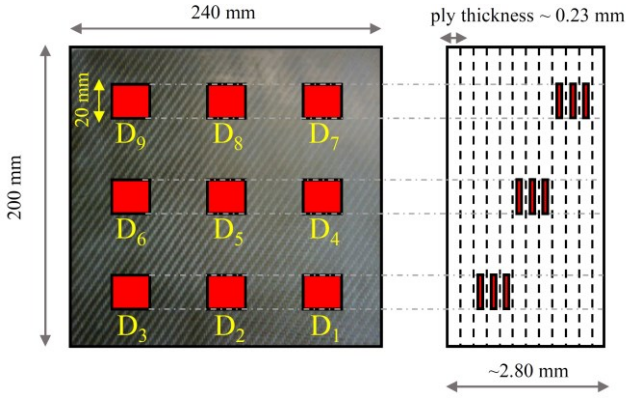 240 mm
ply thickness ~ 0.23 mm
200 mm
20 mm
D9 D8 D7
D6 D5 D4
D3 D2 D1
~2.80 mm